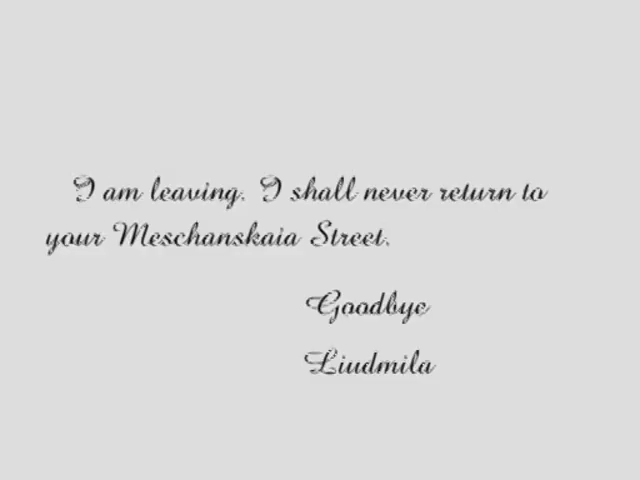 I am leaving. I shall never return to
your Meschanskaia Street.
Goodbye
Liudmila